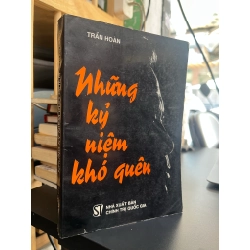 TRẦN HOÀN
Những
kỷ
niệm
khó quên
NHÀ XUẤT BẢN
CHÍNH TRỊ QUỐC GIA